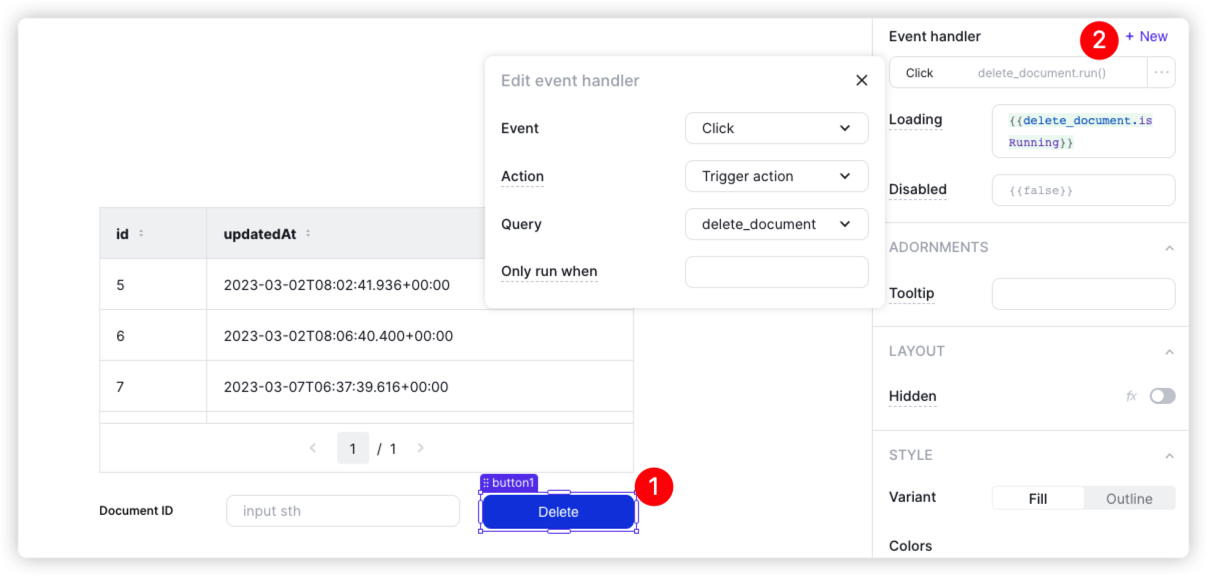 Event handler
2
+ New
Click
delete_document.run()
Edit event handler
Event
Click
Action
Trigger action
Query
delete_document
Only run when
Loading
{{delete_document.is
Running}}
Disabled
{{false}}
ADORNMENTS
Tooltip
LAYOUT
Hidden
fx
STYLE
Variant
Fill
Outline
Colors
id
updatedAt
5
2023-03-02T08:02:41.936+00:00
6
2023-03-02T08:06:40.400+00:00
7
2023-03-07T06:37:39.616+00:00
1 / 1
button1
1
Document ID
input sth
Delete